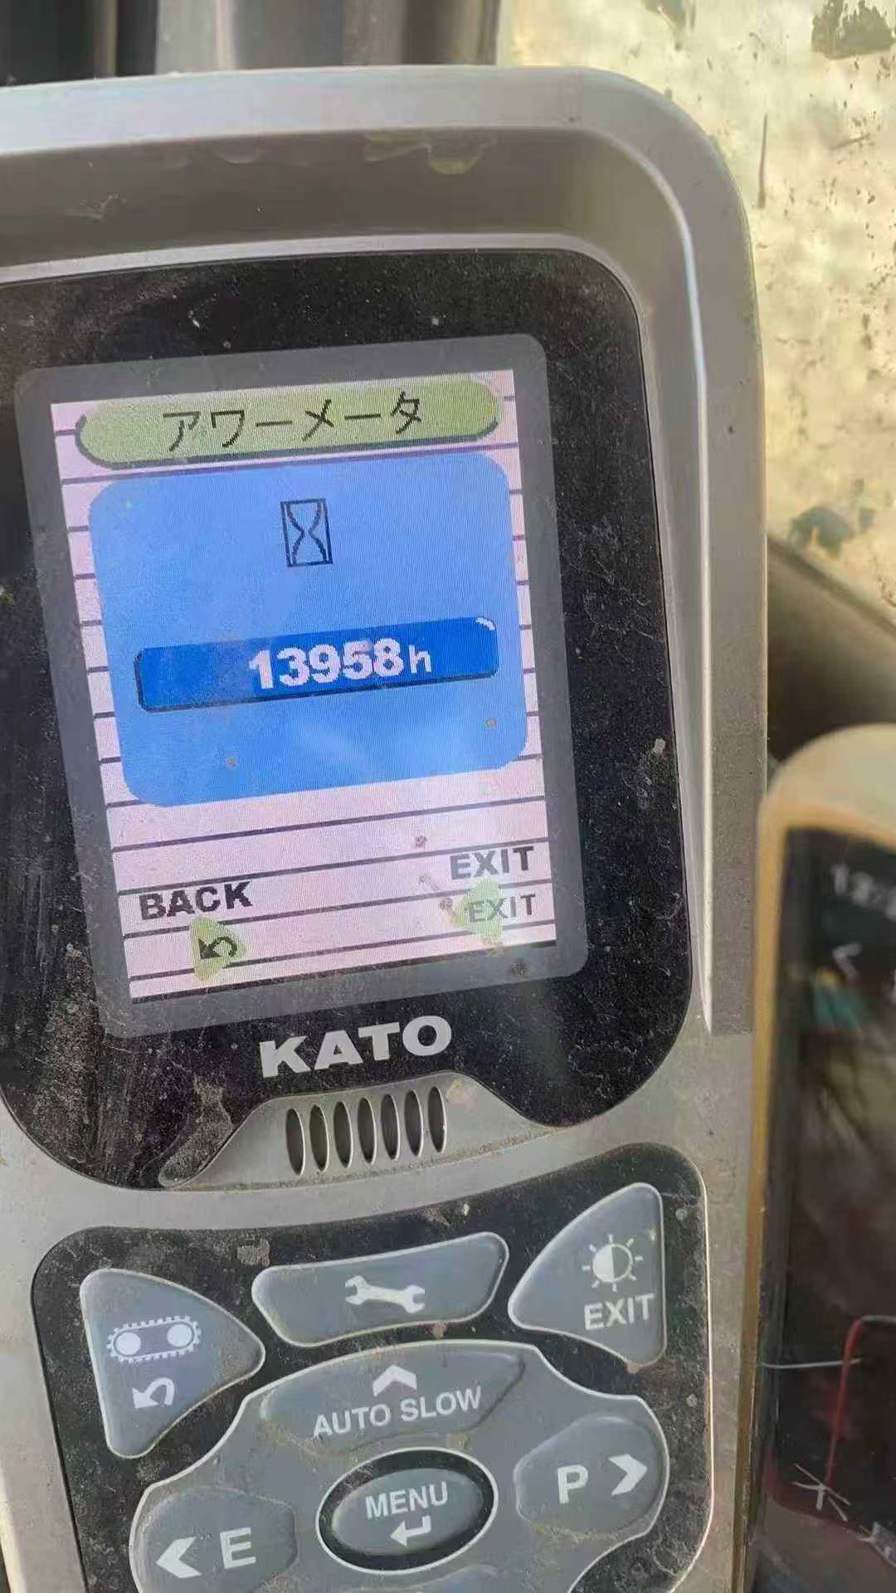 アワーメータ
13958h
EXIT
BACK
EXIT
KATO
EXIT
AUTO SLOW
P
MENU
E